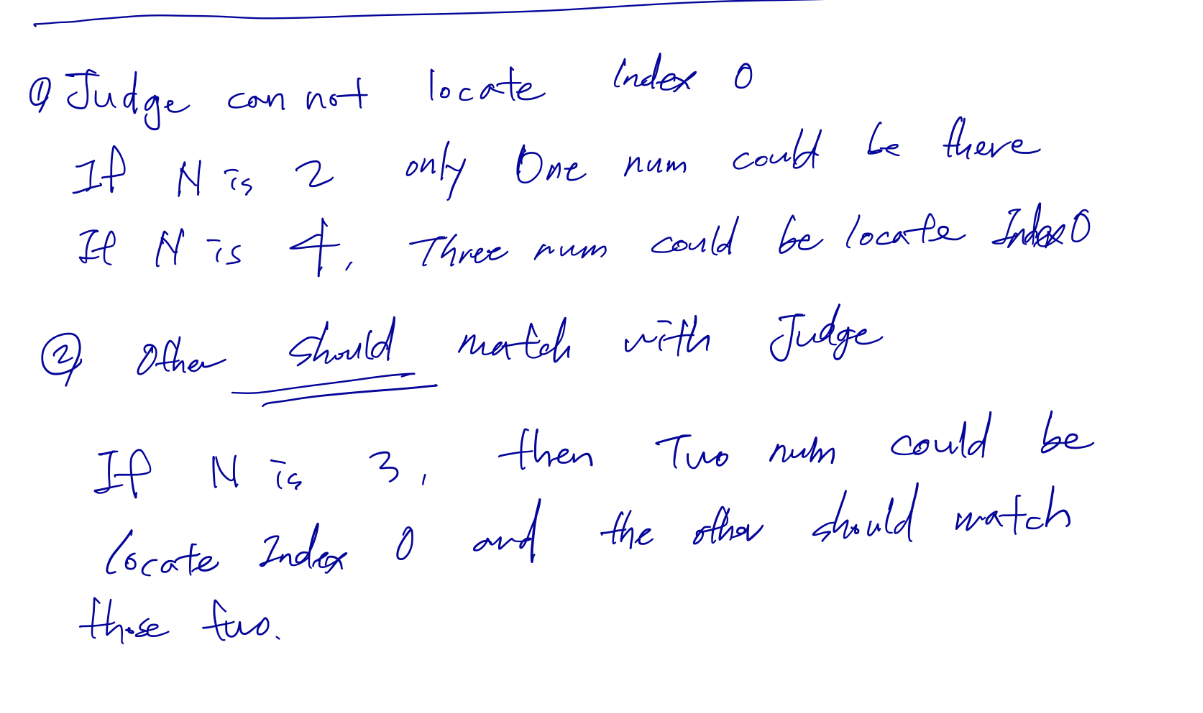 ① Judge can not locate Index 0
If N is 2 only One num could be there
If N is 4, Three num could be locate Index 0
② Other should match with Judge
If N is 3, then Two num could be
locate Index 0 and the other should match
those two.